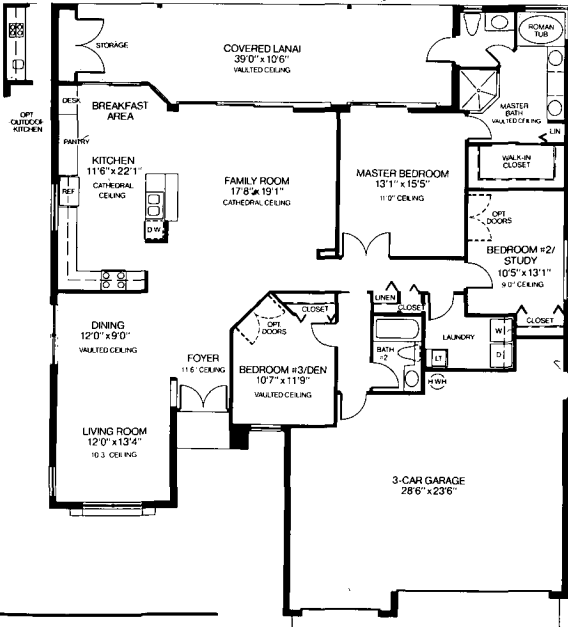 STORAGE
COVERED LANAI
39'0" x 10'6"
VAULTED CEILING
ROMAN
TUB
OPT
-OUTDOOR
KITCHEN
DESK
BREAKFAST
AREA
PANTRY
KITCHEN
11'6" x 22'1"
CATHEDRAL
CEILING
REF
D W
FAMILY ROOM
17'8" x 19'1"
CATHEDRAL CEILING
MASTER BEDROOM
13'1" x 15'5"
11'0" CEILING
MASTER
BATH
VAULTED CEILING
LIN
WALK-IN
CLOSET
OPT
DOORS
BEDROOM #2/
STUDY
10'5" x 13'1"
9'0" CEILING
CLOSET
LINEN
CLOSET
LAUNDRY
W
D
LT
H WH
BATH
#2
CLOSET
OPT
DOORS
BEDROOM #3/DEN
10'7" x 11'9"
VAULTED CEILING
DINING
12'0" x 9'0"
VAULTED CEILING
FOYER
11'6" CEILING
LIVING ROOM
12'0" x 13'4"
10'3" CEILING
3-CAR GARAGE
28'6" x 23'6"